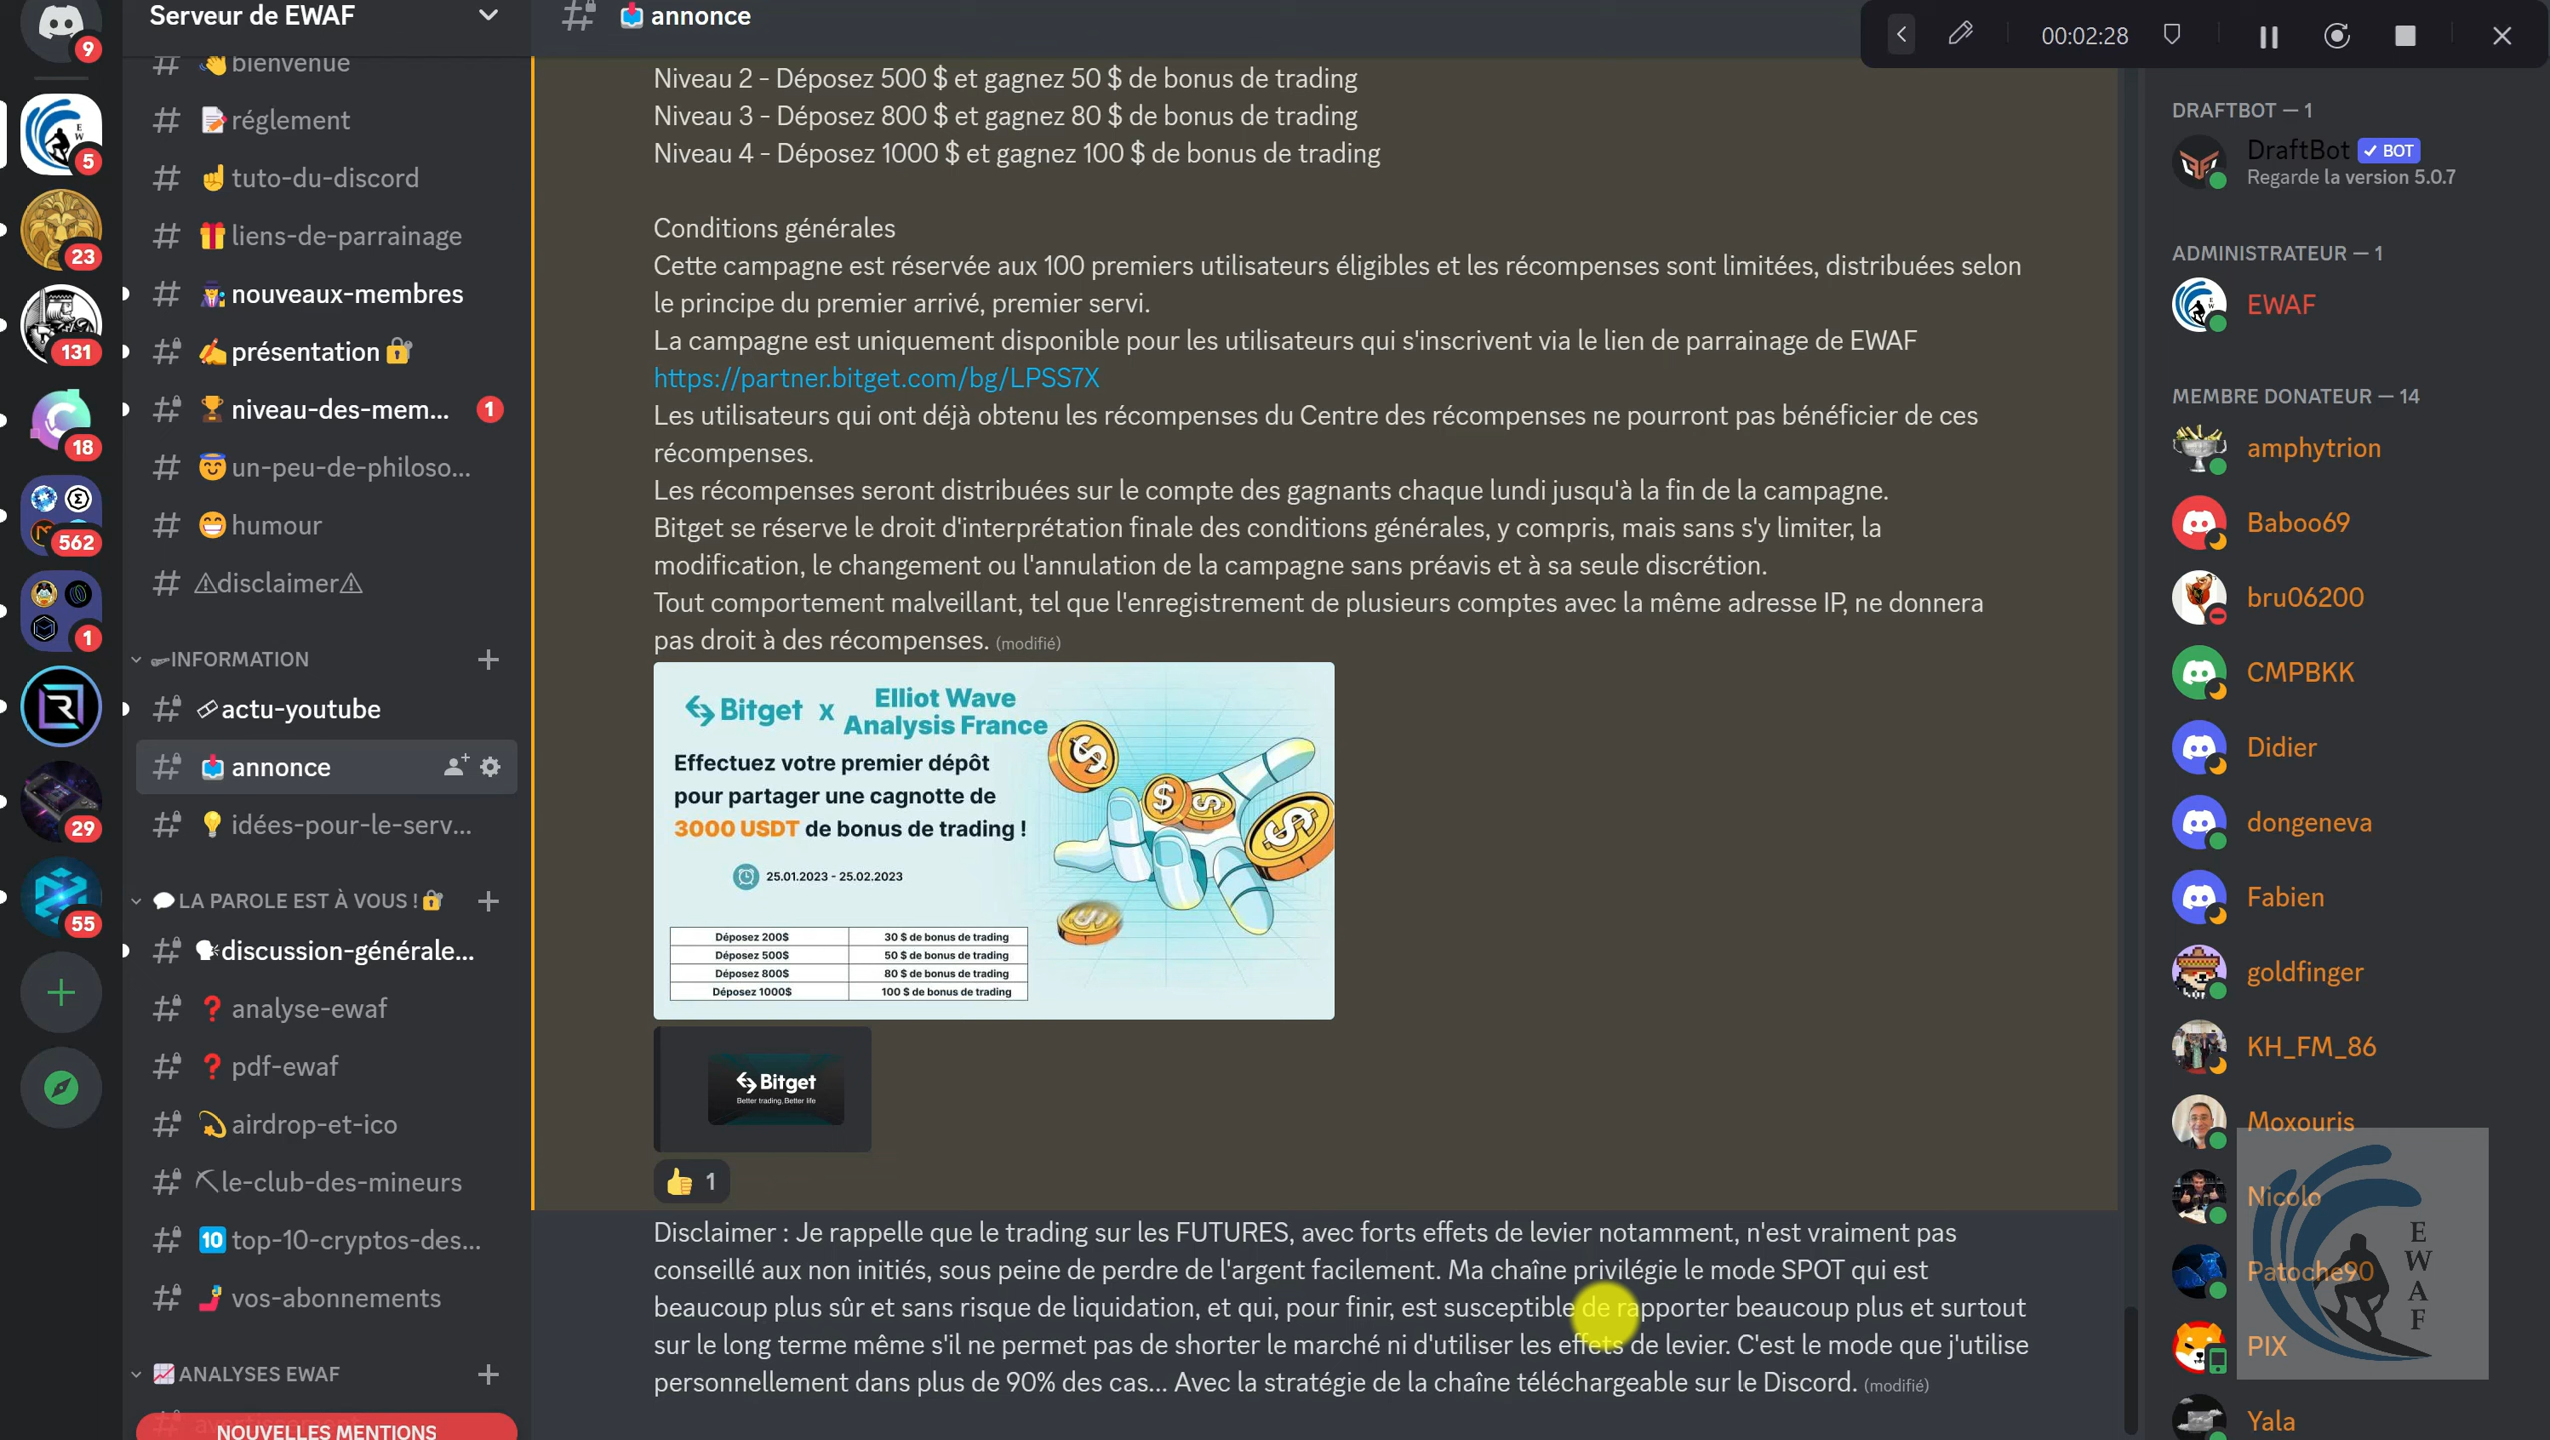 Serveur de EWAF
bienvenue
réglement
tuto-du-discord
liens-de-parrainage
nouveaux-membres
présentation
niveau-des-mem...
1
un-peu-de-philoso...
humour
disclaimer
INFORMATION
actu-youtube
annonce
idées-pour-le-serv...
LA PAROLE EST À VOUS !
discussion-générale...
analyse-ewaf
pdf-ewaf
airdrop-et-ico
le-club-des-mineurs
10 top-10-cryptos-des...
vos-abonnements
ANALYSES EWAF
NOUVELLES MENTIONS
9
5
23
131
18
562
1
29
55
annonce
00:02:28
Niveau 2 - Déposez 500 $ et gagnez 50 $ de bonus de trading
Niveau 3 - Déposez 800 $ et gagnez 80 $ de bonus de trading
Niveau 4 - Déposez 1000 $ et gagnez 100 $ de bonus de trading
Conditions générales
Cette campagne est réservée aux 100 premiers utilisateurs éligibles et les récompenses sont limitées, distribuées selon
le principe du premier arrivé, premier servi.
La campagne est uniquement disponible pour les utilisateurs qui s'inscrivent via le lien de parrainage de EWAF
https://partner.bitget.com/bg/LPSS7X
Les utilisateurs qui ont déjà obtenu les récompenses du Centre des récompenses ne pourront pas bénéficier de ces
récompenses.
Les récompenses seront distribuées sur le compte des gagnants chaque lundi jusqu'à la fin de la campagne.
Bitget se réserve le droit d'interprétation finale des conditions générales, y compris, mais sans s'y limiter, la
modification, le changement ou l'annulation de la campagne sans préavis et à sa seule discrétion.
Tout comportement malveillant, tel que l'enregistrement de plusieurs comptes avec la même adresse IP, ne donnera
pas droit à des récompenses. (modifié)
Bitget x Elliot Wave
Analysis France
Effectuez votre premier dépôt
pour partager une cagnotte de
3000 USDT de bonus de trading !
25.01.2023 - 25.02.2023
Déposez 200$ 30 $ de bonus de trading
Déposez 500$ 50 $ de bonus de trading
Déposez 800$ 80 $ de bonus de trading
Déposez 1000$ 100 $ de bonus de trading
Bitget
Better trading. Better life
1
Disclaimer : Je rappelle que le trading sur les FUTURES, avec forts effets de levier notamment, n'est vraiment pas
conseillé aux non initiés, sous peine de perdre de l'argent facilement. Ma chaîne privilégie le mode SPOT qui est
beaucoup plus sûr et sans risque de liquidation, et qui, pour finir, est susceptible de rapporter beaucoup plus et surtout
sur le long terme même s'il ne permet pas de shorter le marché ni d'utiliser les effets de levier. C'est le mode que j'utilise
personnellement dans plus de 90% des cas... Avec la stratégie de la chaîne téléchargeable sur le Discord. (modifié)
DRAFTBOT — 1
DraftBot BOT
Regarde la version 5.0.7
ADMINISTRATEUR — 1
EWAF
MEMBRE DONATEUR — 14
amphytrion
Baboo69
bru06200
CMPBKK
Didier
dongeneva
Fabien
goldfinger
KH_FM_86
Moxouris
Nicolo
Patoche90
PIX
Yala
E
W
A
F